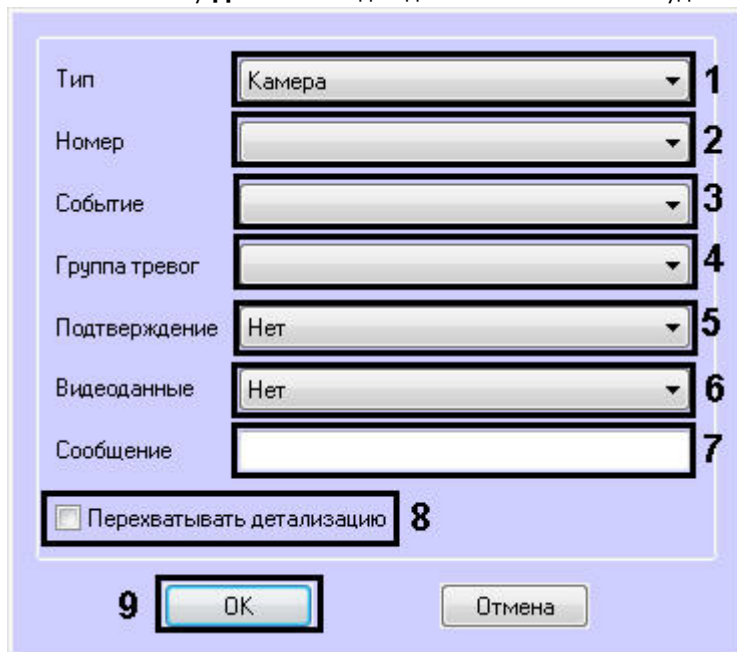 Тип Камера 1
Номер 2
Событие 3
Группа тревог 4
Подтверждение Нет 5
Видеоданные Нет 6
Сообщение 7
Перехватывать детализацию 8
9 OK Отмена